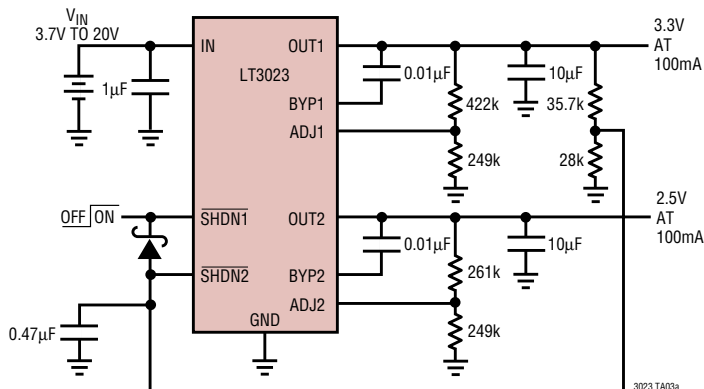 VIN
3.7V TO 20V
1µF
IN
OUT1
LT3023
BYP1
ADJ1
0.01µF
422k
249k
10µF
35.7k
28k
3.3V
AT
100mA
OFF ON
SHDN1
SHDN2
0.47µF
OUT2
BYP2
ADJ2
GND
0.01µF
261k
249k
10µF
2.5V
AT
100mA
3023 TA03a